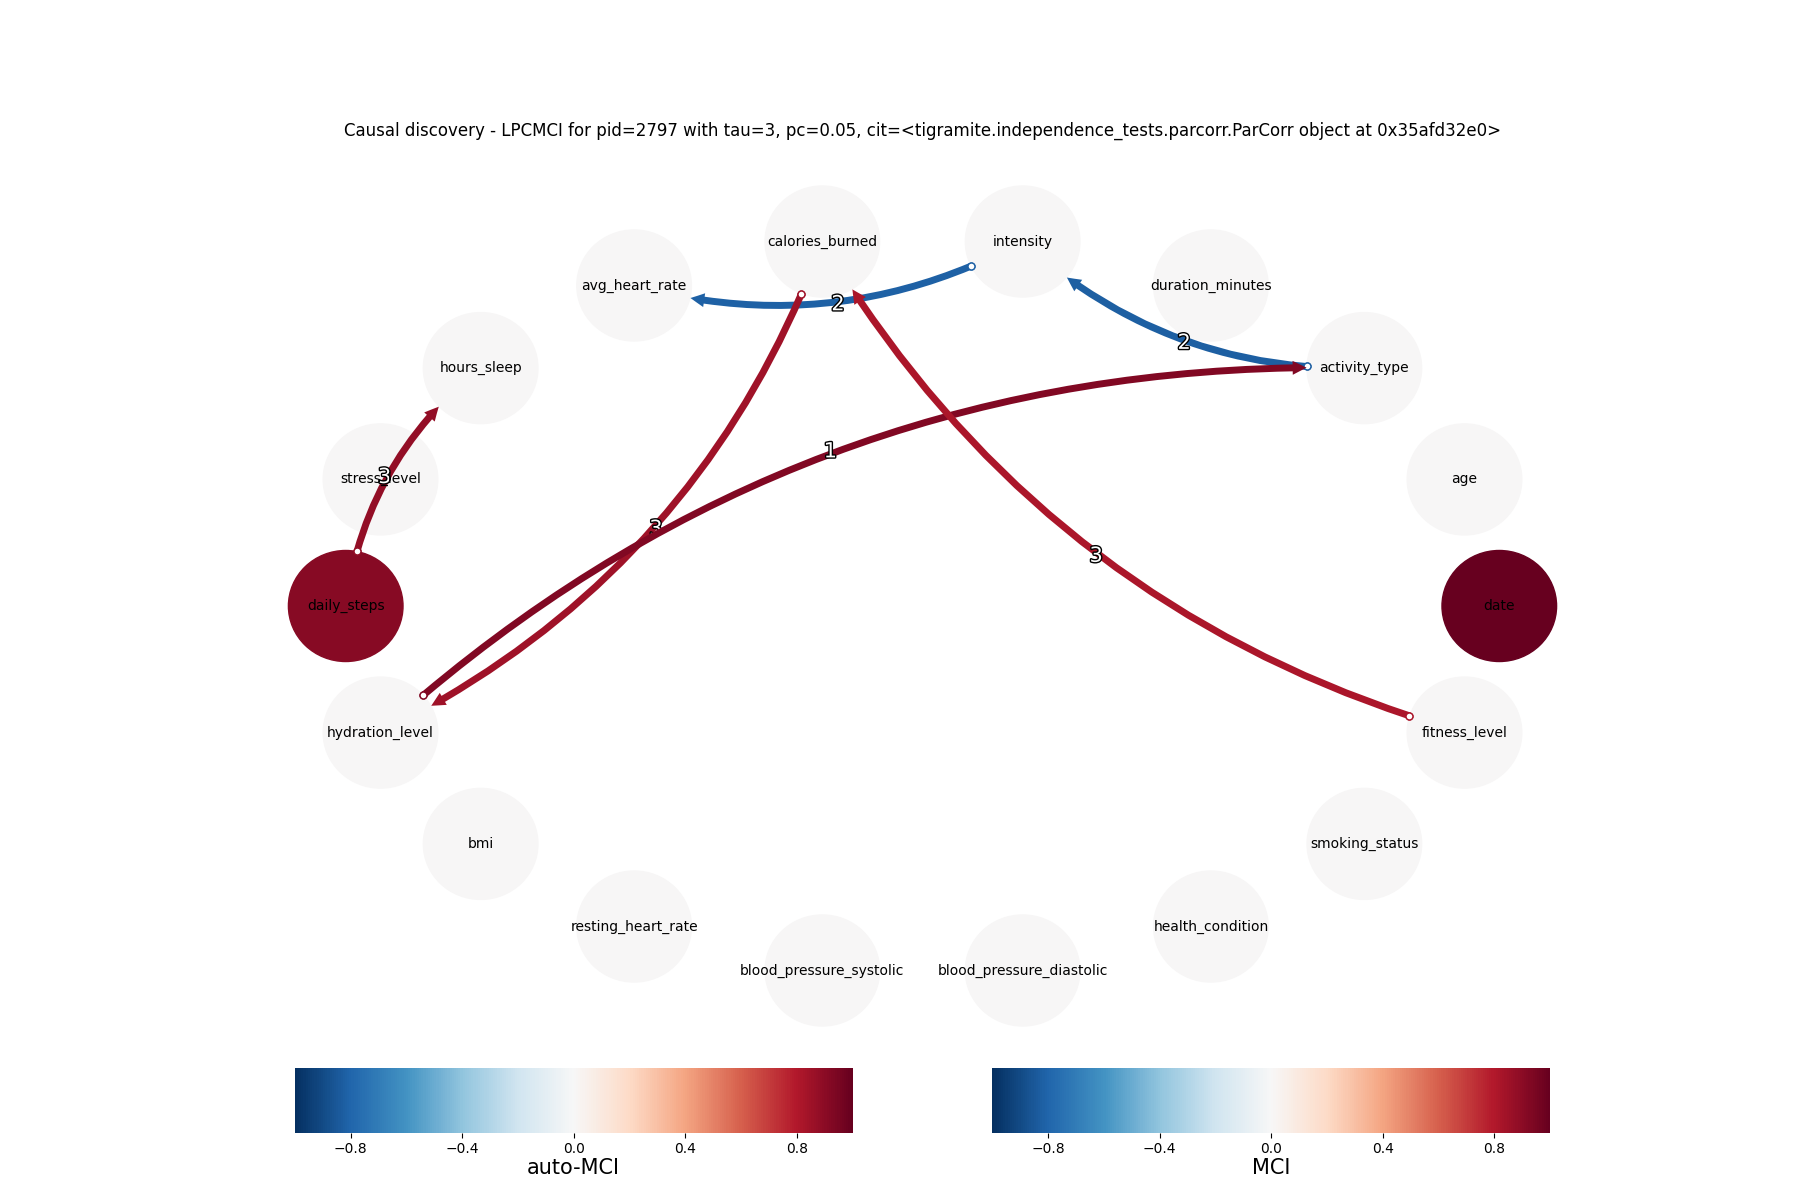 Causal discovery - LPCMCI for pid=2797 with tau=3, pc=0.05, cit=<tigramite.independence_tests.parcorr.ParCorr object at 0x35afd32e0>
calories_burned
intensity
avg_heart_rate
duration_minutes
2
2
hours_sleep
activity_type
1
stress_level
3
age
3
3
daily_steps
date
hydration_level
fitness_level
bmi
smoking_status
resting_heart_rate
health_condition
blood_pressure_systolic
blood_pressure_diastolic
−0.8 −0.4 0.0 0.4 0.8
auto-MCI
−0.8 −0.4 0.0 0.4 0.8
MCI